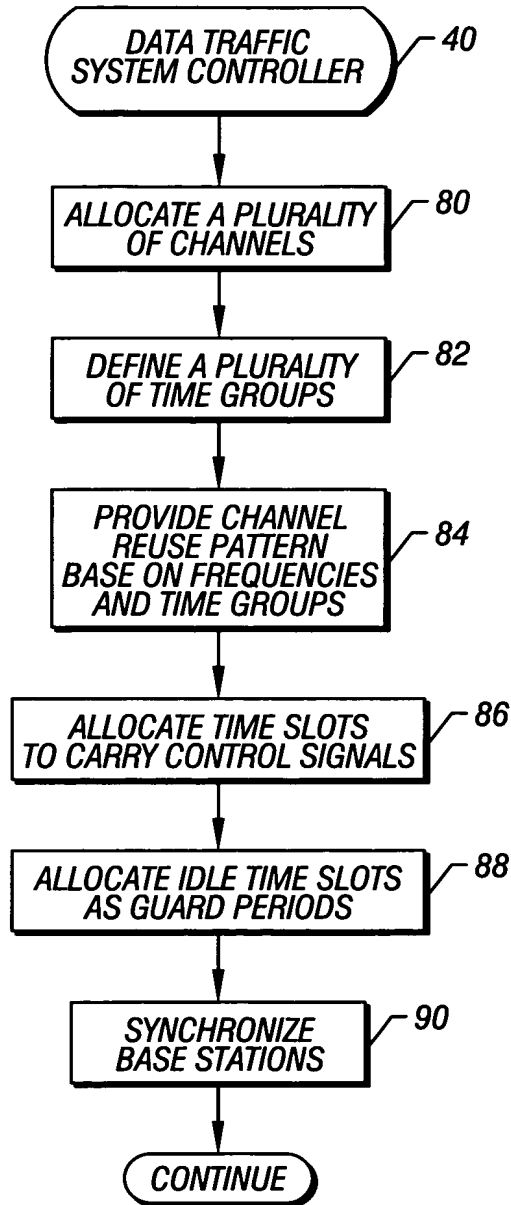 DATA TRAFFIC
SYSTEM CONTROLLER
40
ALLOCATE A PLURALITY
OF CHANNELS
80
DEFINE A PLURALITY
OF TIME GROUPS
82
PROVIDE CHANNEL
REUSE PATTERN
BASE ON FREQUENCIES
AND TIME GROUPS
84
ALLOCATE TIME SLOTS
TO CARRY CONTROL SIGNALS
86
ALLOCATE IDLE TIME SLOTS
AS GUARD PERIODS
88
SYNCHRONIZE
BASE STATIONS
90
CONTINUE